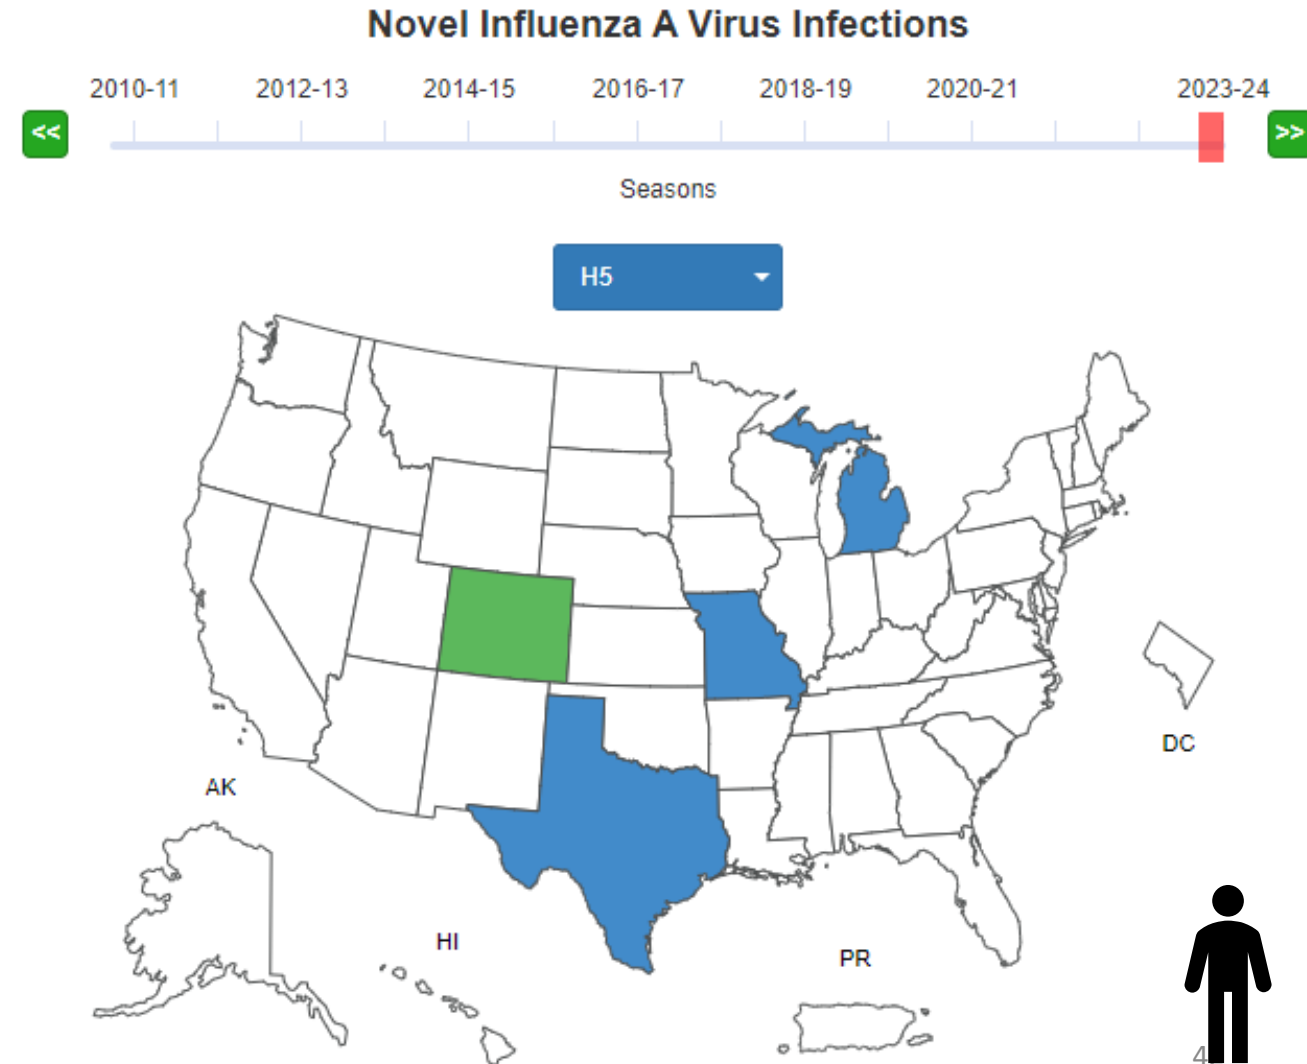 Novel Influenza A Virus Infections
2010-11 2012-13 2014-15 2016-17 2018-19 2020-21 2023-24
<< >>
Seasons
H5
DC
AK
HI
PR
4